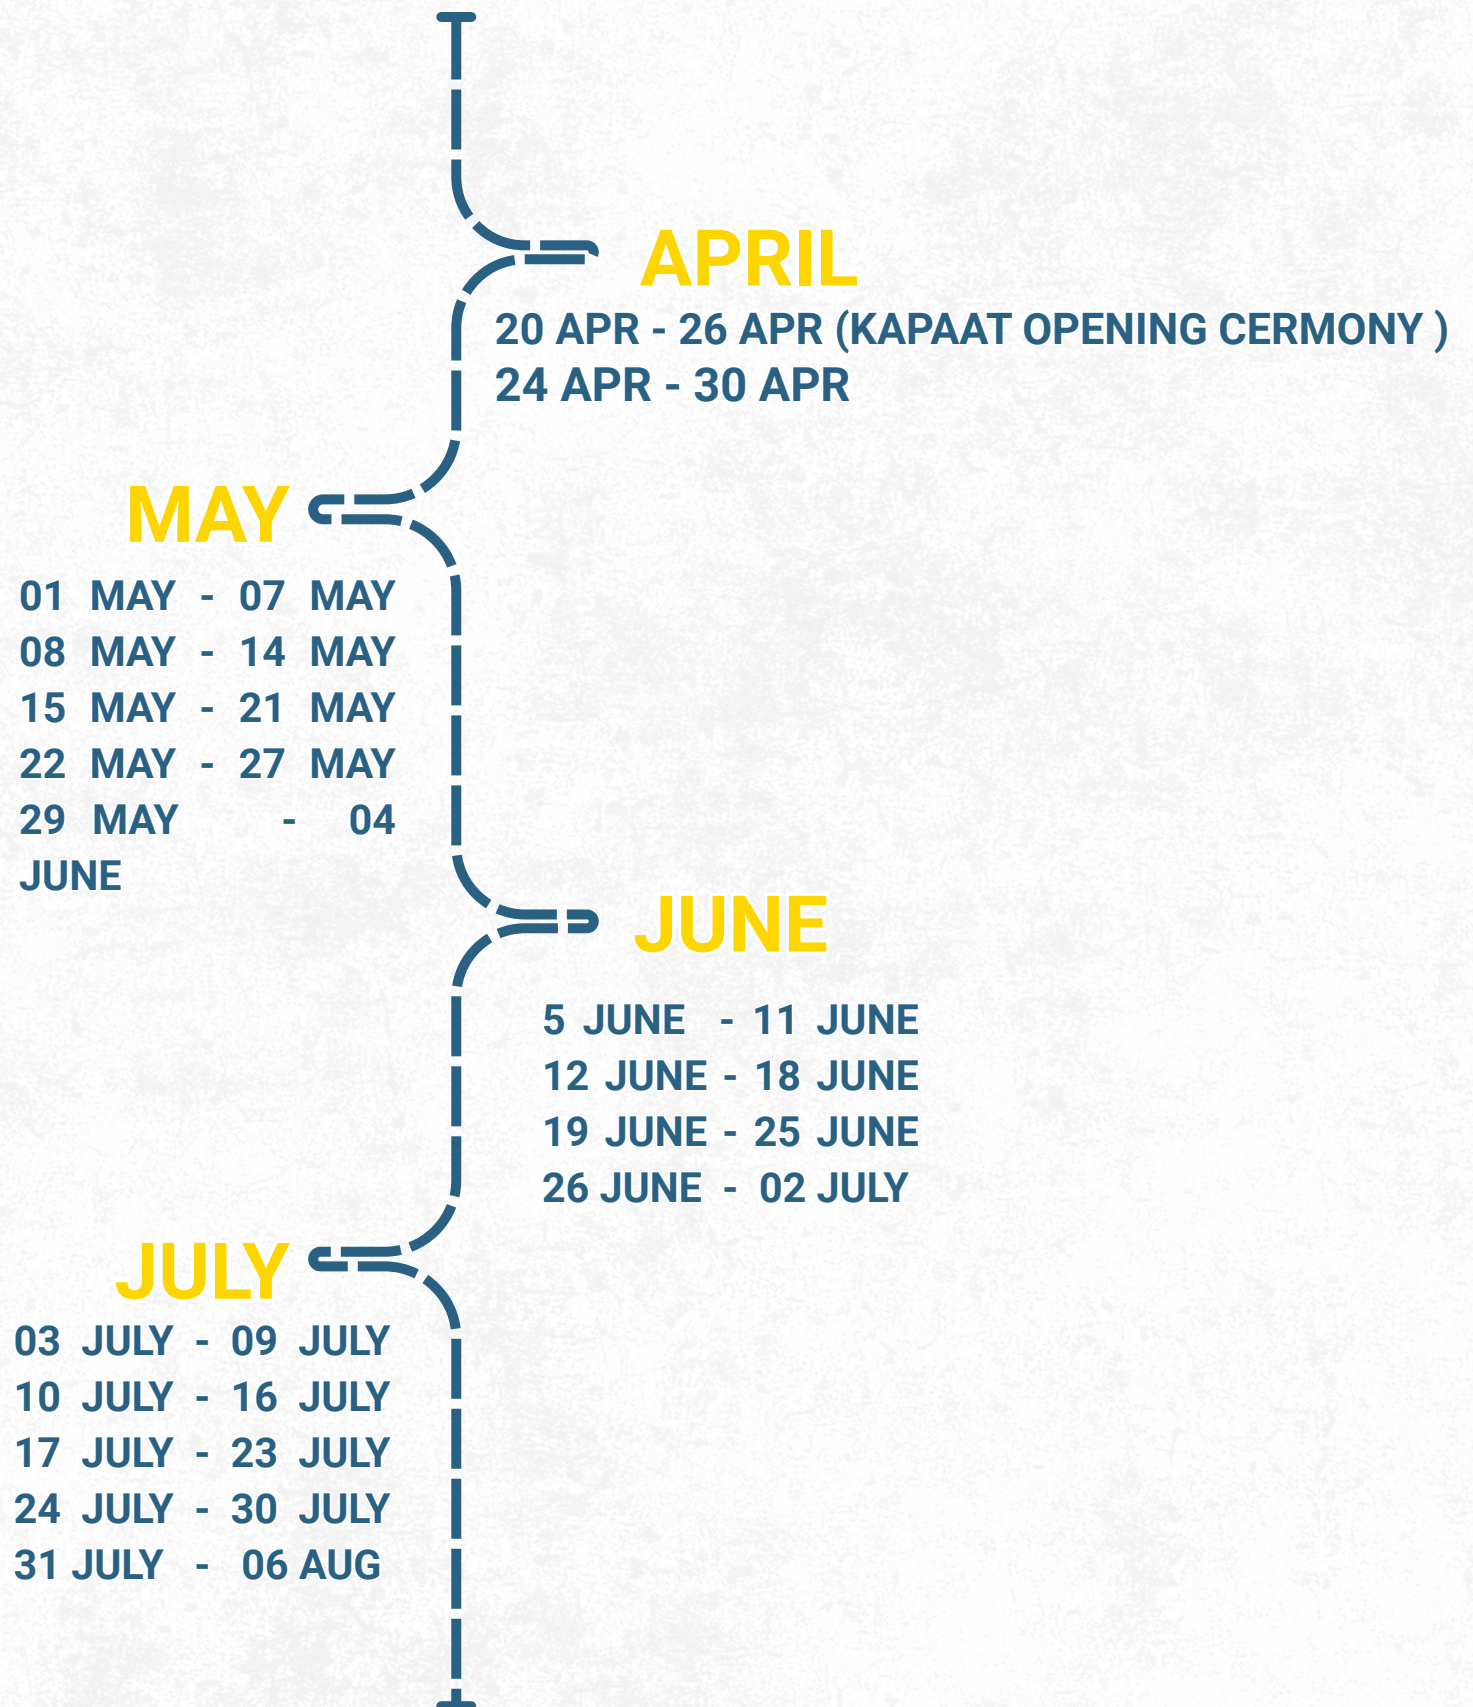 APRIL
20 APR - 26 APR (KAPAAT OPENING CERMONY )
24 APR - 30 APR
MAY
01 MAY - 07 MAY
08 MAY - 14 MAY
15 MAY - 21 MAY
22 MAY - 27 MAY
29 MAY - 04
JUNE
JUNE
5 JUNE - 11 JUNE
12 JUNE - 18 JUNE
19 JUNE - 25 JUNE
26 JUNE - 02 JULY
JULY
03 JULY - 09 JULY
10 JULY - 16 JULY
17 JULY - 23 JULY
24 JULY - 30 JULY
31 JULY - 06 AUG